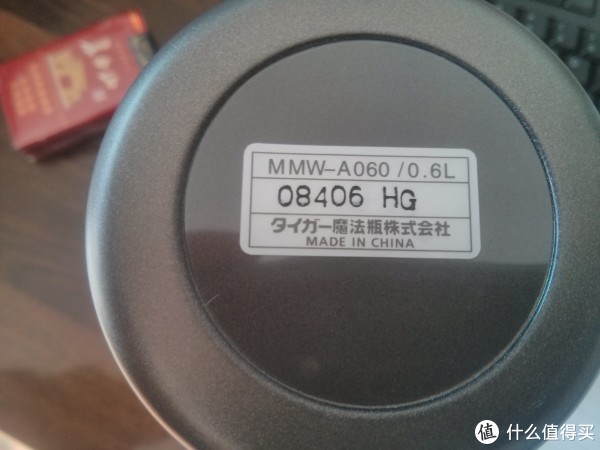 MMW-A060 / 0.6L
08406 HG
タイガー魔法瓶株式会社
MADE IN CHINA
值 什么值得买